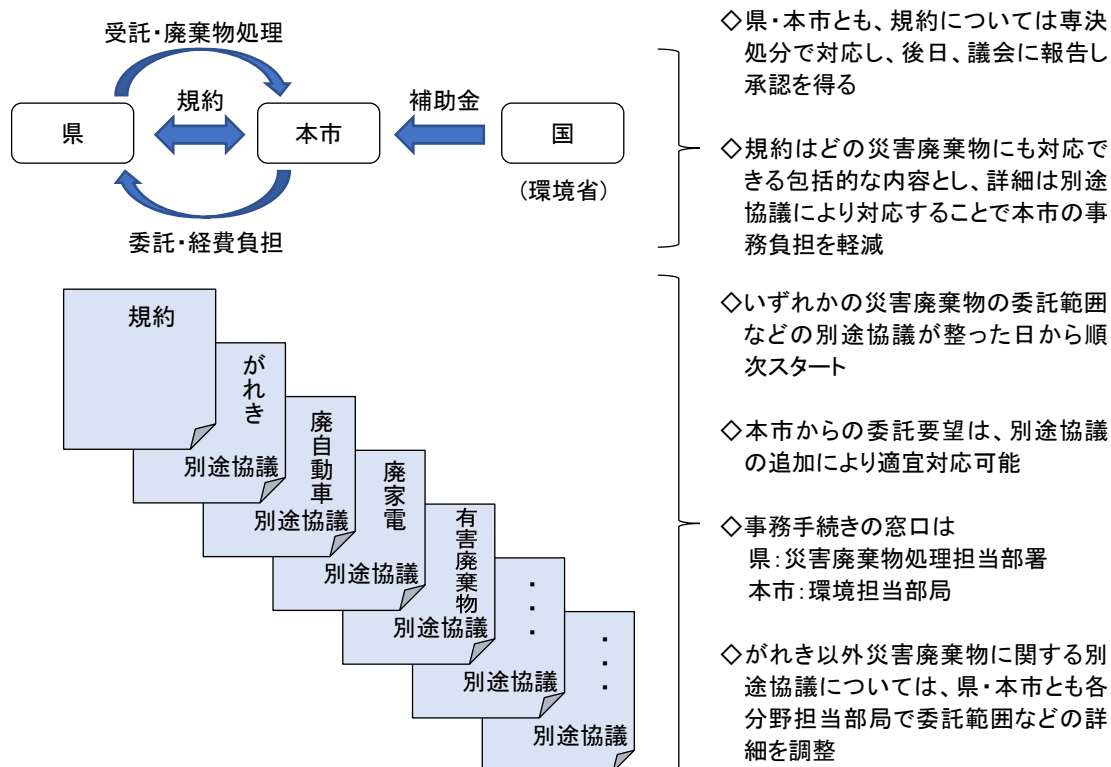 受託・廃棄物処理
規約
補助金
県
本市
国
(環境省)
委託・経費負担
規約
がれき
別途協議
廃自動車
別途協議
廃家電
別途協議
有害廃棄物
別途協議
・・・
別途協議
・・・
別途協議
◇県・本市とも、規約については専決
処分で対応し、後日、議会に報告し
承認を得る
◇規約はどの災害廃棄物にも対応で
きる包括的な内容とし、詳細は別途
協議により対応することで本市の事
務負担を軽減
◇いずれかの災害廃棄物の委託範囲
などの別途協議が整った日から順
次スタート
◇本市からの委託要望は、別途協議
の追加により適宜対応可能
◇事務手続きの窓口は
県：災害廃棄物処理担当部署
本市：環境担当部局
◇がれき以外災害廃棄物に関する別
途協議については、県・本市とも各
分野担当部局で委託範囲などの詳
細を調整